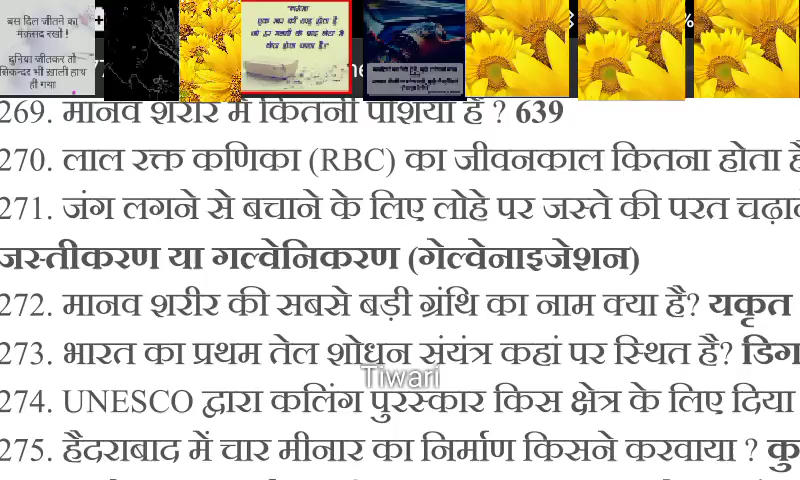 बस दिल जीतने का
मक़सद रखों !
दुनिया जीतकर तो
सिकन्दर भी ख़ाली हाथ
ही गया
%
269. मानव शरीर में कितनी पेशियाँ हैं ? 639
270. लाल रक्त कणिका (RBC) का जीवनकाल कितना होता है
271. जंग लगने से बचाने के लिए लोहे पर जस्ते की परत चढ़ाने
जस्तीकरण या गल्वेनिकरण (गेल्वेनाइजेशन)
272. मानव शरीर की सबसे बड़ी ग्रंथि का नाम क्या है? यकृत
273. भारत का प्रथम तेल शोधन संयंत्र कहां पर स्थित है? डिग
Tiwari
274. UNESCO द्वारा कलिंग पुरस्कार किस क्षेत्र के लिए दिया
275. हैदराबाद में चार मीनार का निर्माण किसने करवाया ? कु